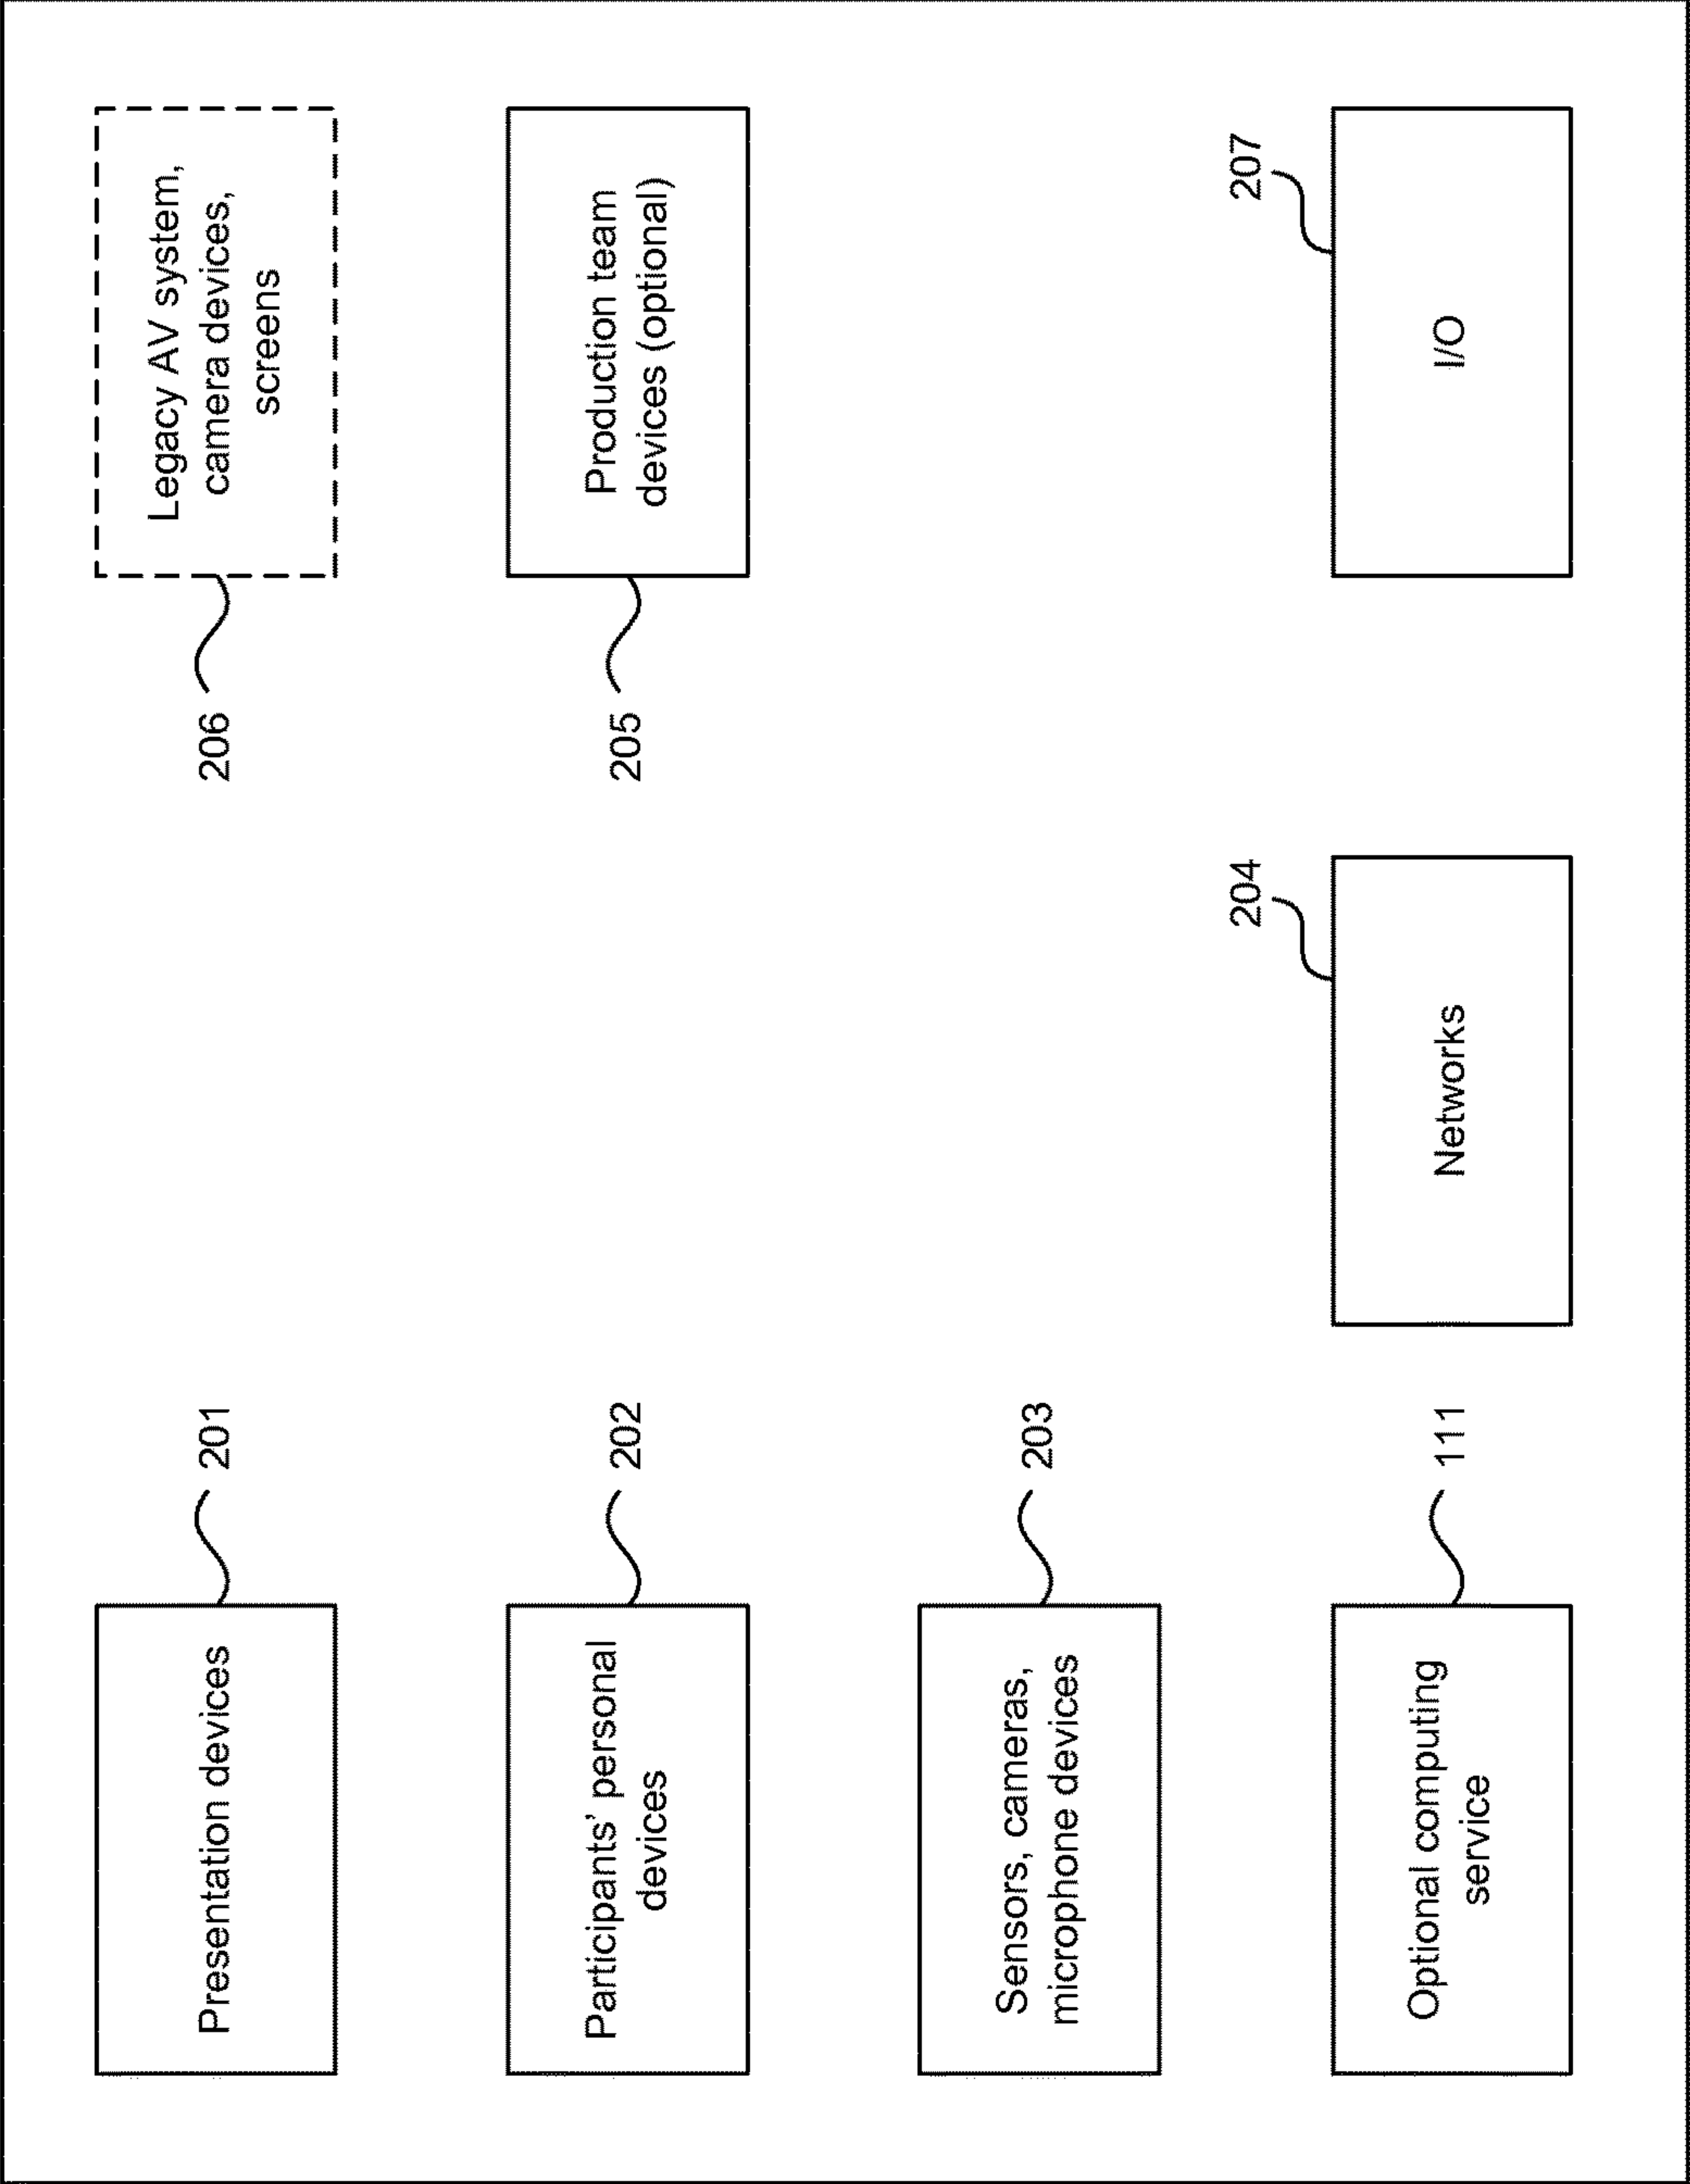 Presentation devices
201
Legacy AV system,
camera devices,
screens
206
Participants' personal
devices
202
Production team
devices (optional)
205
Sensors, cameras,
microphone devices
203
Optional computing
service
111
Networks
204
I/O
207